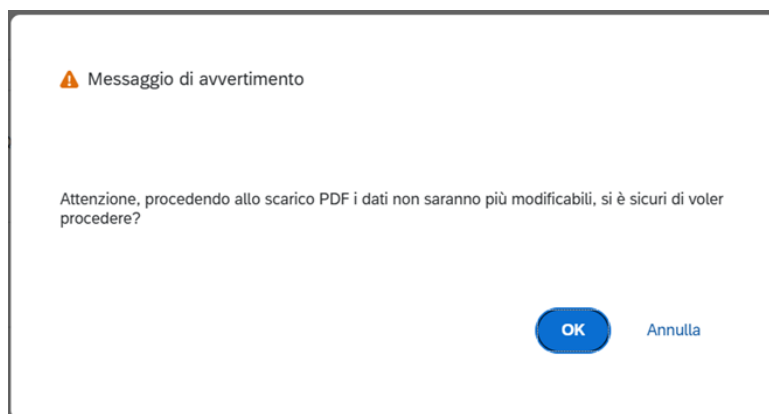 Messaggio di avvertimento
Attenzione, procedendo allo scarico PDF i dati non saranno più modificabili, si è sicuri di voler
procedere?
OK Annulla